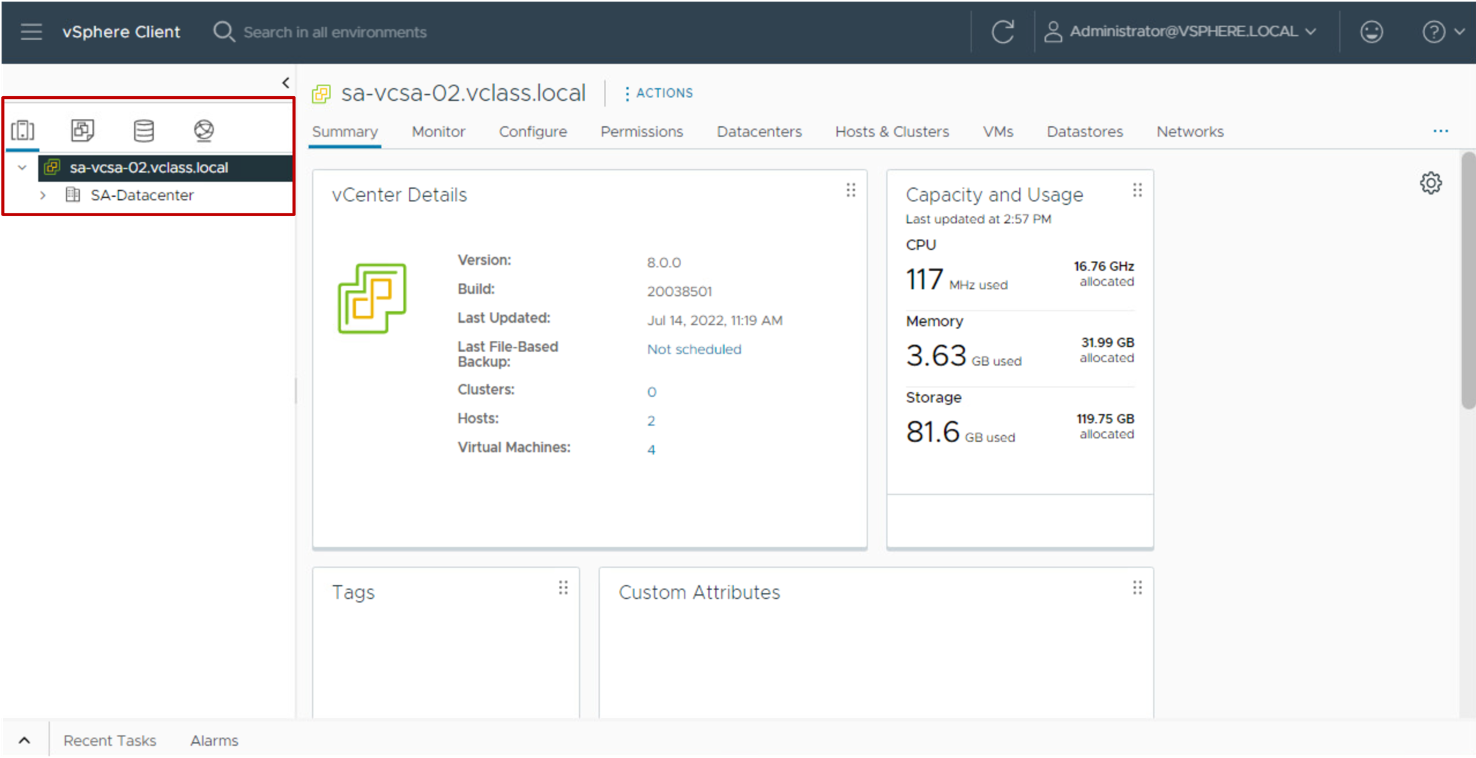 vSphere Client
Search in all environments
Administrator@VSPHERE.LOCAL
sa-vcsa-02.vclass.local
SA-Datacenter
sa-vcsa-02.vclass.local
ACTIONS
Summary Monitor Configure Permissions Datacenters Hosts & Clusters VMs Datastores Networks
vCenter Details
Version: 8.0.0
Build: 20038501
Last Updated: Jul 14, 2022, 11:19 AM
Last File-Based
Backup:
Not scheduled
Clusters: 0
Hosts: 2
Virtual Machines: 4
Capacity and Usage
Last updated at 2:57 PM
CPU
117 MHz used
16.76 GHz
allocated
Memory
3.63 GB used
31.99 GB
allocated
Storage
81.6 GB used
119.75 GB
allocated
Tags
Custom Attributes
Recent Tasks Alarms